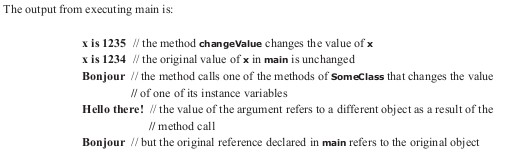 The output from executing main is:
x is 1235 // the method changeValue changes the value of x
x is 1234 // the original value of x in main is unchanged
Bonjour // the method calls one of the methods of SomeClass that changes the value
// of one of its instance variables
Hello there! // the value of the argument refers to a different object as a result of the
// method call
Bonjour // but the original reference declared in main refers to the original object